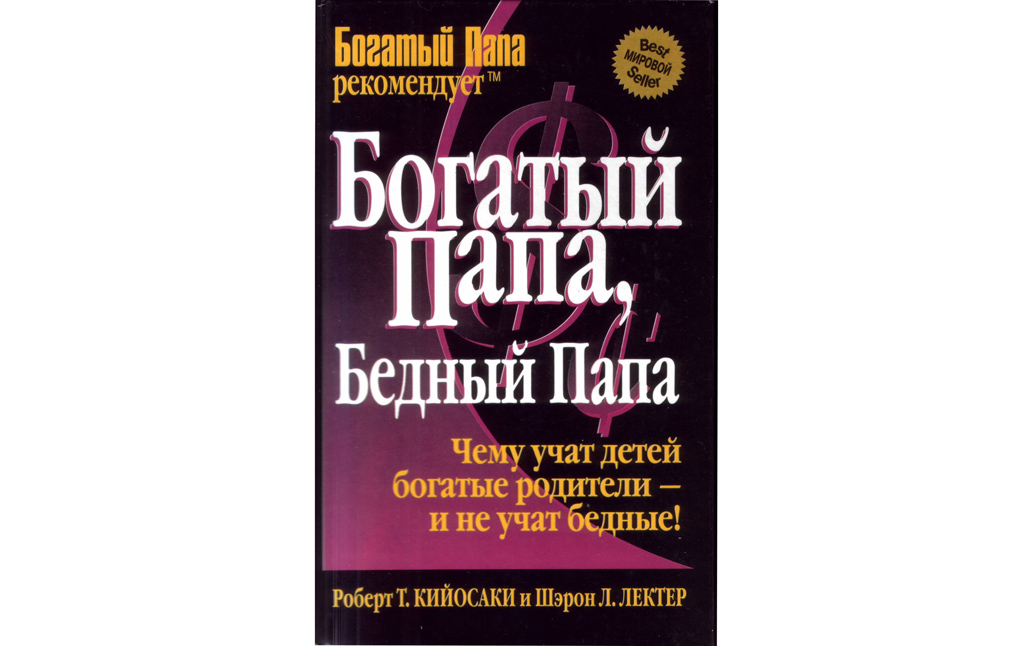 Богатый Папа
рекомендует™
Best
МИРОВОЙ
Seller
Богатый
Папа,
Бедный Папа
Чему учат детей
богатые родители –
и не учат бедные!
Роберт Т. КИЙОСАКИ и Шэрон Л. ЛЕКТЕР